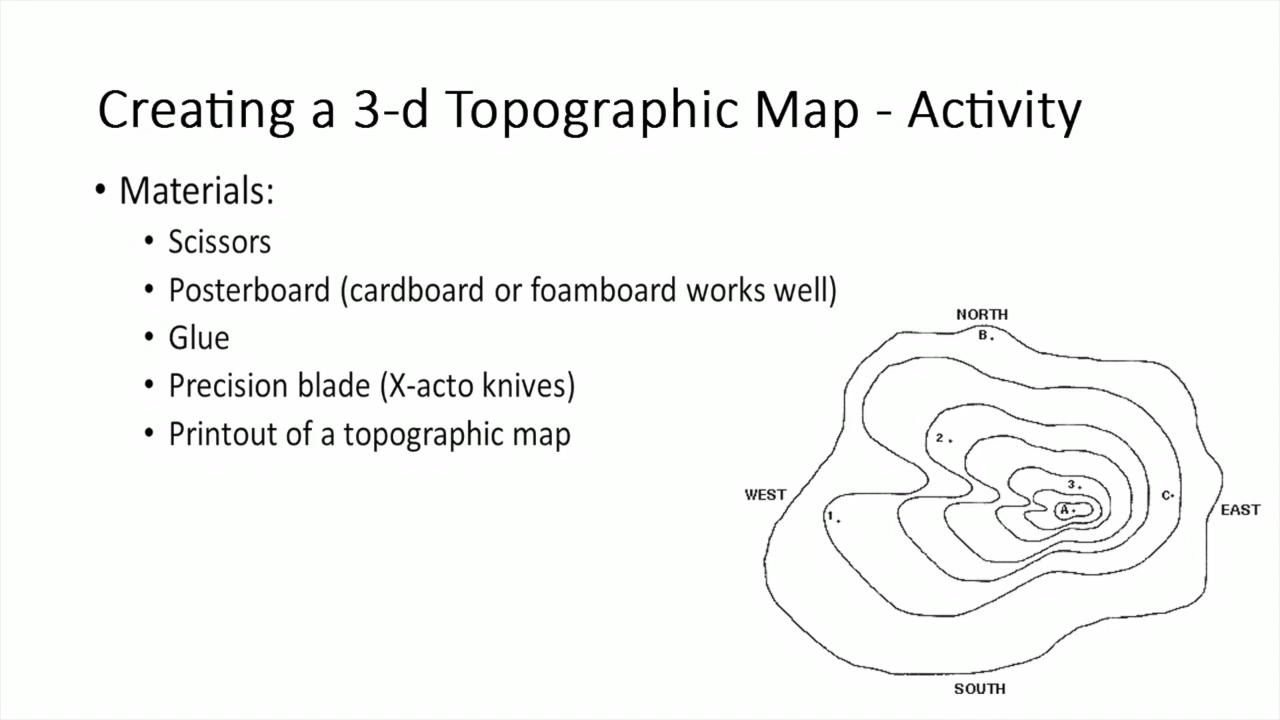 Creating a 3-d Topographic Map - Activity
• Materials:
• Scissors
• Posterboard (cardboard or foamboard works well)
• Glue
• Precision blade (X-acto knives)
• Printout of a topographic map
NORTH
B.
2.
3.
WEST
C.
1.
A.
EAST
SOUTH